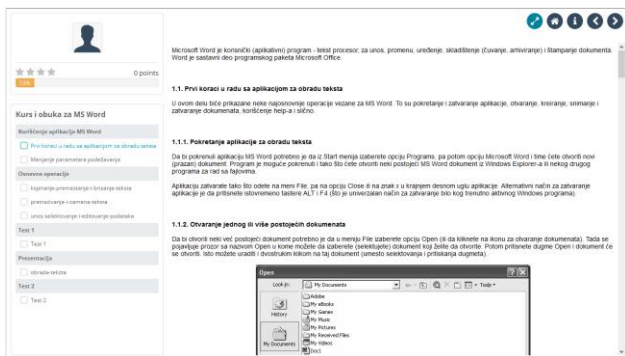 0 points
Kurs i obuka za MS Word
Korišćenje aplikacije MS Word
Prvi koraci u radu sa aplikacijom za obradu teksta
Menjanje parametara podešavanja
Osnovne operacije
kopiranje-premeštanje-i-brisanje-teksta
pretrazivanje-i-zamena-teksta
unos-selektovanje-i-editovanje-podataka
Test 1
Test 1
Prezentacija
obrada-teksta
Test 2
Test 2
Microsoft Word je korisnički (aplikativni) program - tekst procesor, za unos, promenu, uređenje, skladištenje (čuvanje, arhiviranje) i štampanje dokumenta
Word je sastavni deo programskog paketa Microsoft Office.
1.1. Prvi koraci u radu sa aplikacijom za obradu teksta
U ovom delu biće prikazane neke najosnovnije operacije vezane za MS Word. To su pokretanje i zatvaranje aplikacije, otvaranje, kreiranje, snimanje i
zatvaranje dokumenata, korišćenje help-a i slično.
1.1.1. Pokretanje aplikacije za obradu teksta
Da bi pokrenuli aplikaciju MS Word potrebno je da iz Start menija izaberete opciju Programs, pa potom opciju Microsoft Word i time ćete otvoriti novi
(prazan) dokument. Program je moguće pokrenuti i tako što ćete otvoriti neki postojeći MS Word dokument iz Windows Explorer-a ili nekog drugog
programa za rad sa fajlovima.
Aplikaciju zatvarate tako što odete na meni File, pa na opciju Close ili na znak x u krajnjem desnom uglu aplikacije. Alternativni način za zatvaranje
aplikacije je da pritisnete istovremeno tastere ALT i F4 (što je univerzalan način za zatvaranje bilo kog trenutno aktivnog Windows programa).
1.1.2. Otvaranje jednog ili više postojećih dokumenata
Da bi otvorili neki već postojeći dokument potrebno je da u meniju File izaberete opciju Open (ili da kliknete na ikonu za otvaranje dokumenata). Tada se
pojavljuje prozor sa nazivom Open u kome možete da izaberete (selektujete) dokument koji želite da otvorite. Potom pritisnete dugme Open i dokument će
se otvoriti. Isto možete uraditi i dvostrukim klikom na taj dokument (umesto selektovanja i pritiskanja dugmeta).
Open
Look in:
My Documents
Tools
History
My Documents
Adobe
My eBooks
My Games
My Music
My Pictures
My Received Files
My Videos
Doc1